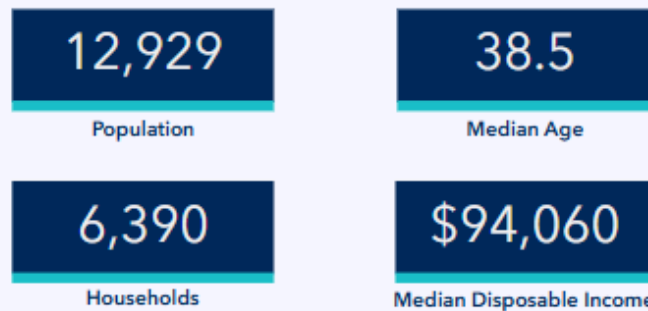 12,929
38.5
Population
Median Age
6,390
$94,060
Households
Median Disposable Income